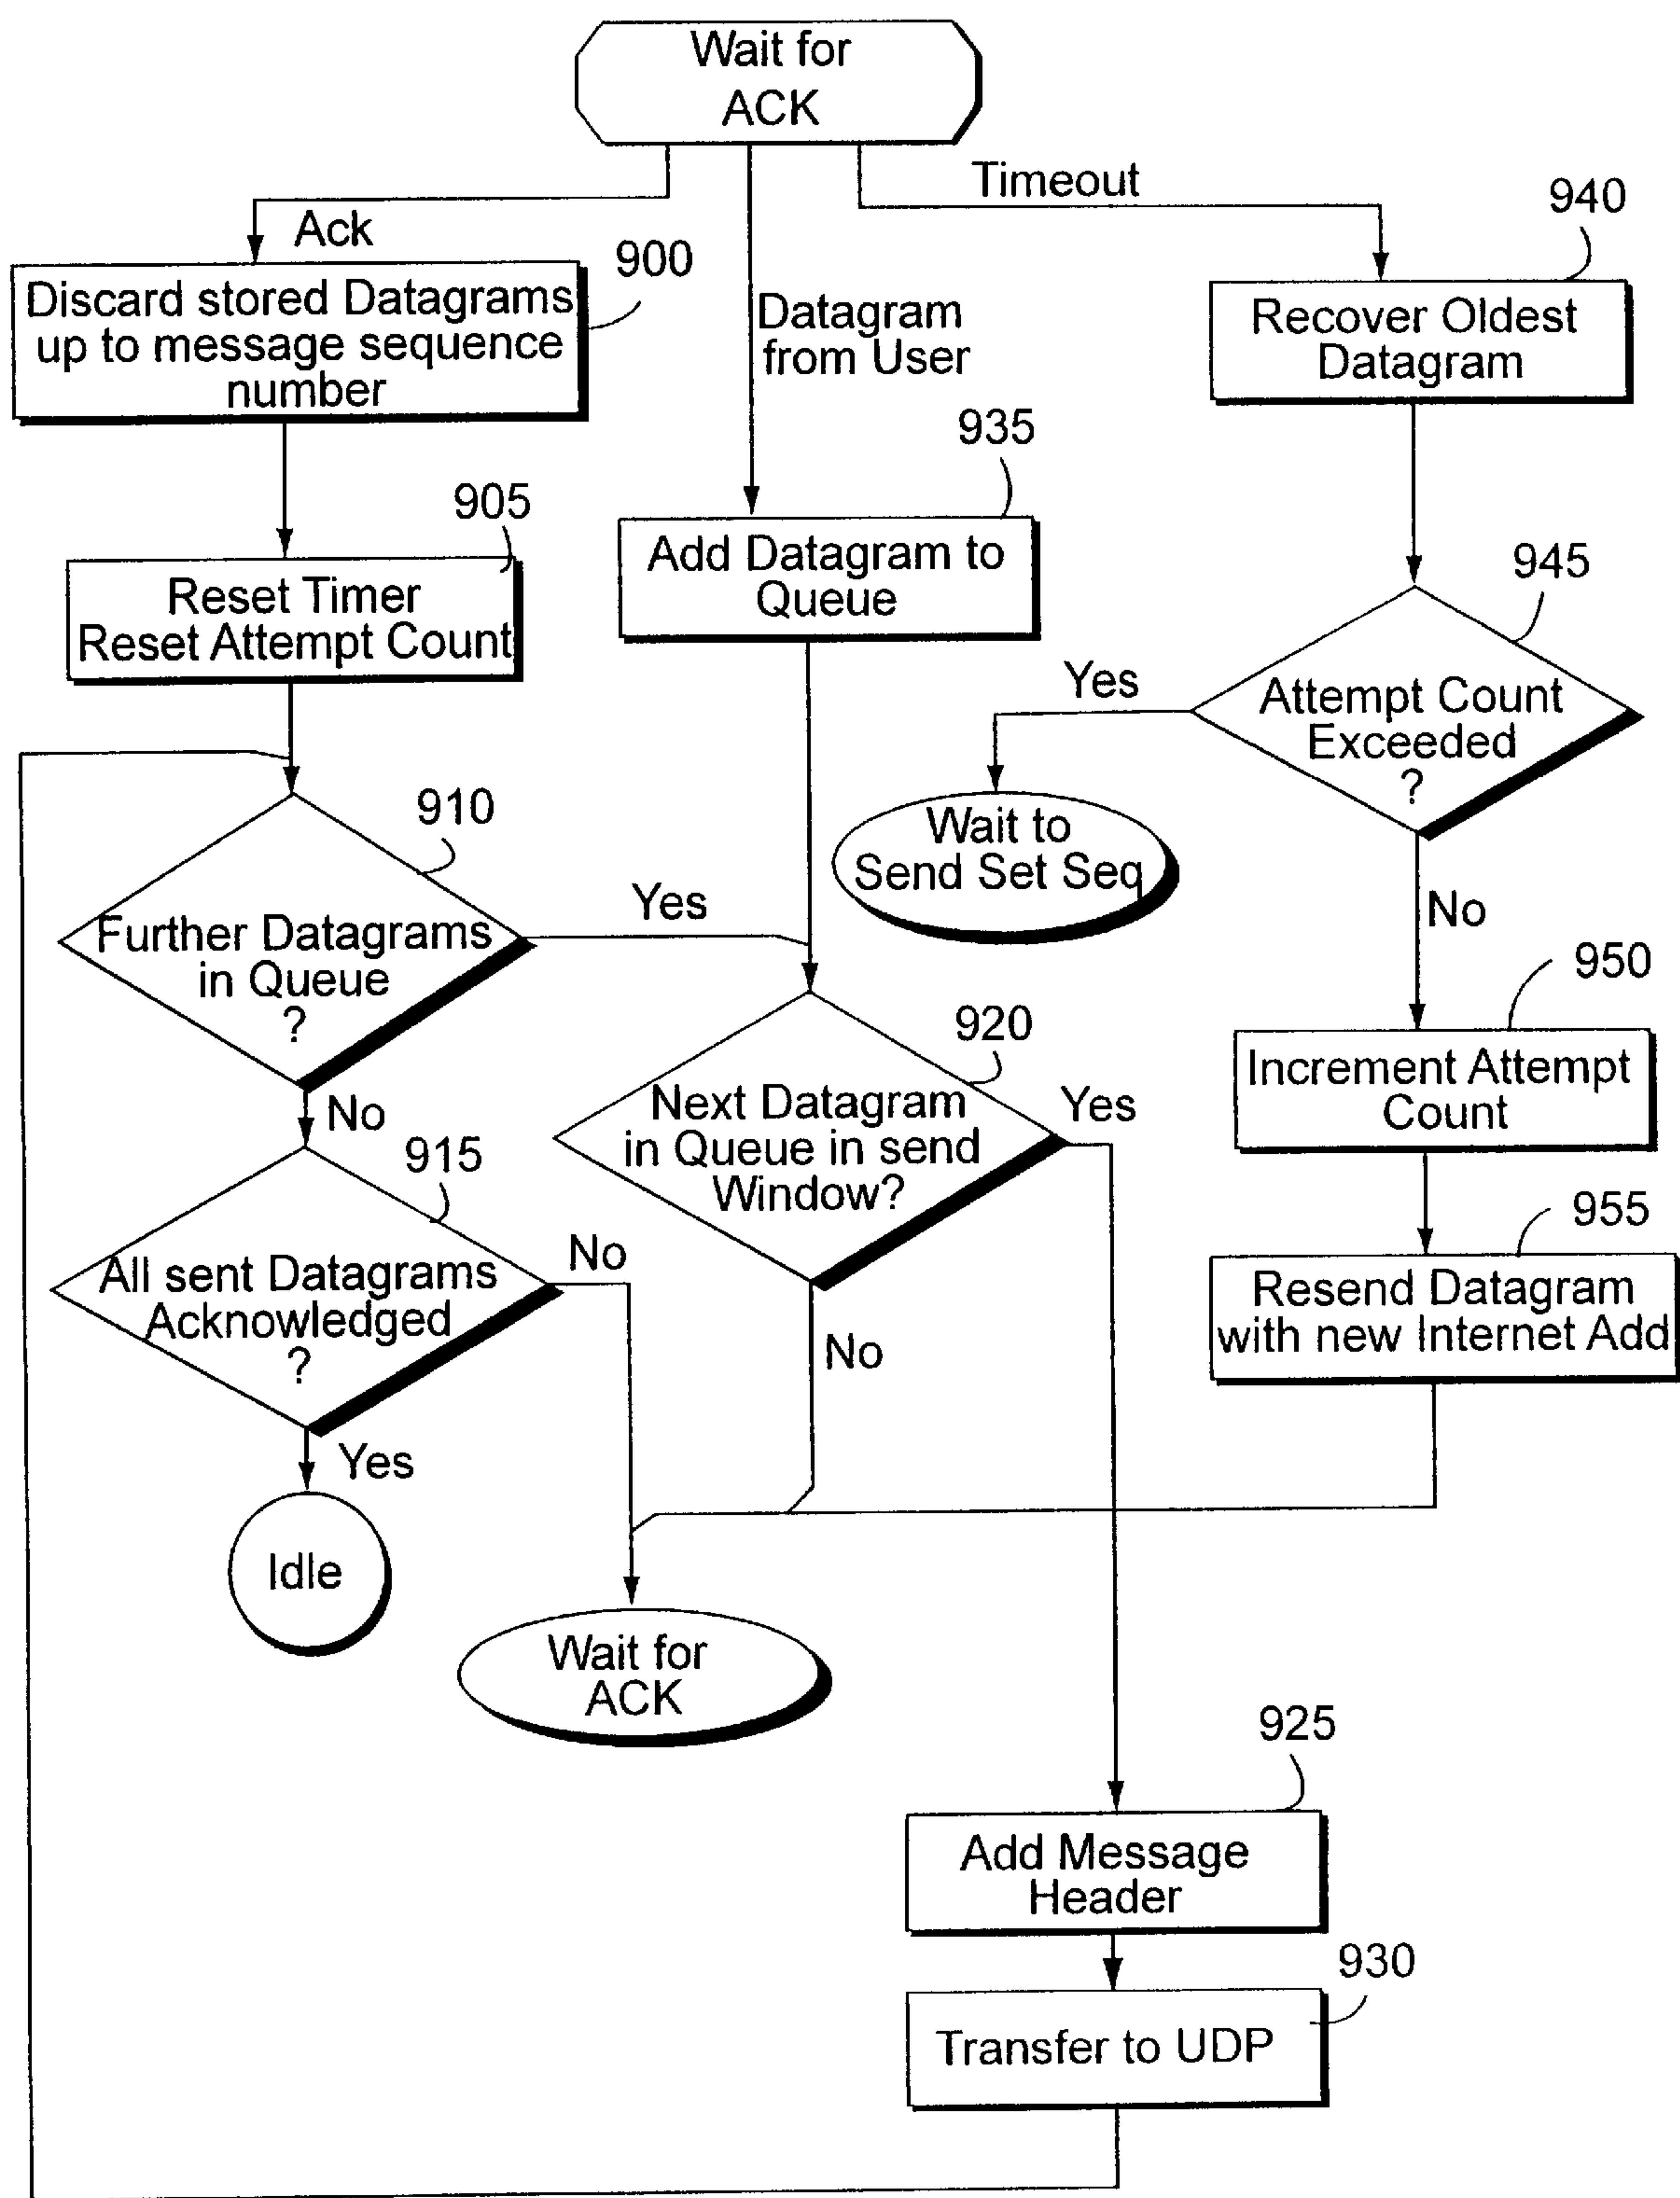 Wait for
ACK
Timeout
940
Ack
900
Discard stored Datagrams
up to message sequence
number
Datagram
from User
Recover Oldest
Datagram
935
905
Add Datagram to
Queue
945
Reset Timer
Reset Attempt Count
Yes
Attempt Count
Exceeded
?
910
Wait to
Send Set Seq
Yes
No
Further Datagrams
in Queue
?
950
920
Increment Attempt
Count
Next Datagram
in Queue in send
Window?
Yes
No
915
955
No
All sent Datagrams
Acknowledged
?
Resend Datagram
with new Internet Add
No
Yes
Idle
Wait for
ACK
925
Add Message
Header
930
Transfer to UDP